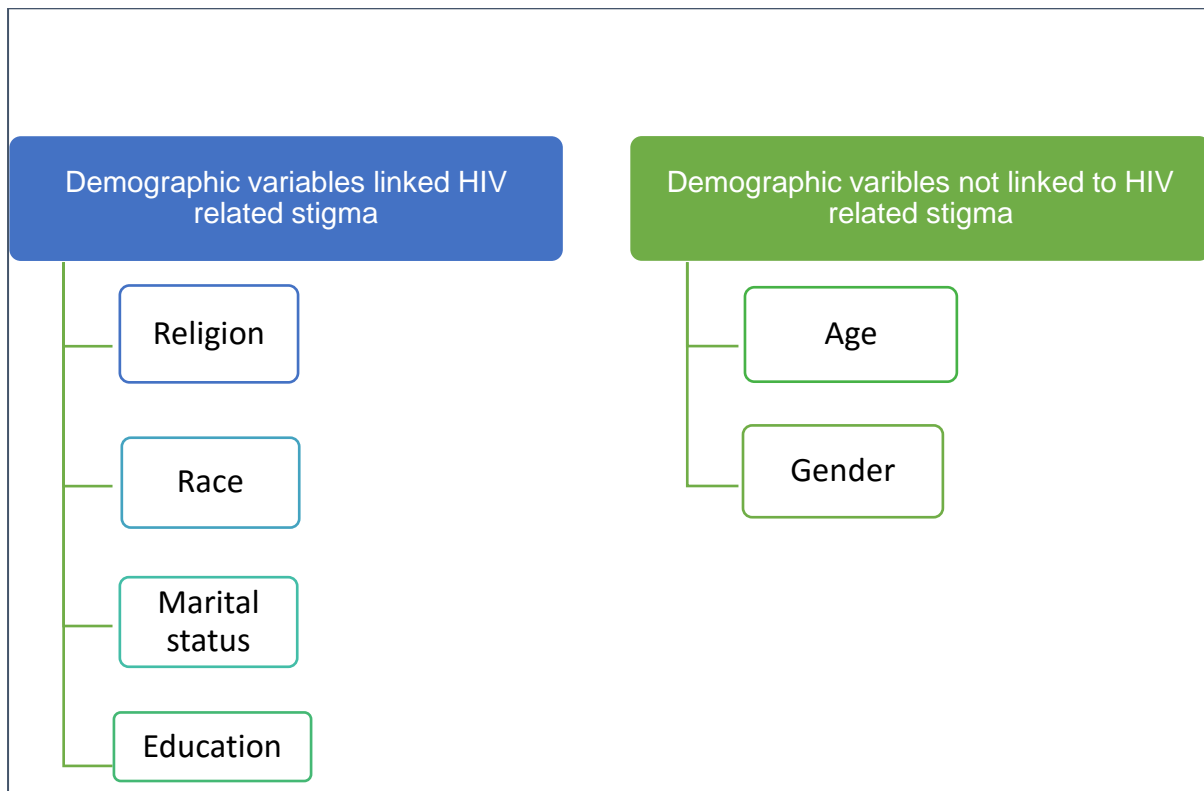 Demographic variables linked HIV
related stigma
Religion
Race
Marital
status
Education
Demographic varibles not linked to HIV
related stigma
Age
Gender